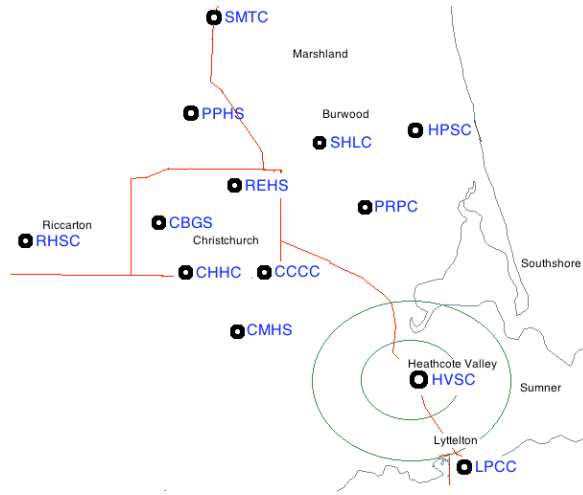 SMTC
Marshland
PPHS
Burwood
HPSC
SHLC
REHS
PRPC
Riccarton
CBGS
RHSC
Christchurch
Southshore
CHHC
CCCC
CMHS
Heathcote Valley
HVSC
Sumner
Lyttelton
LPCC